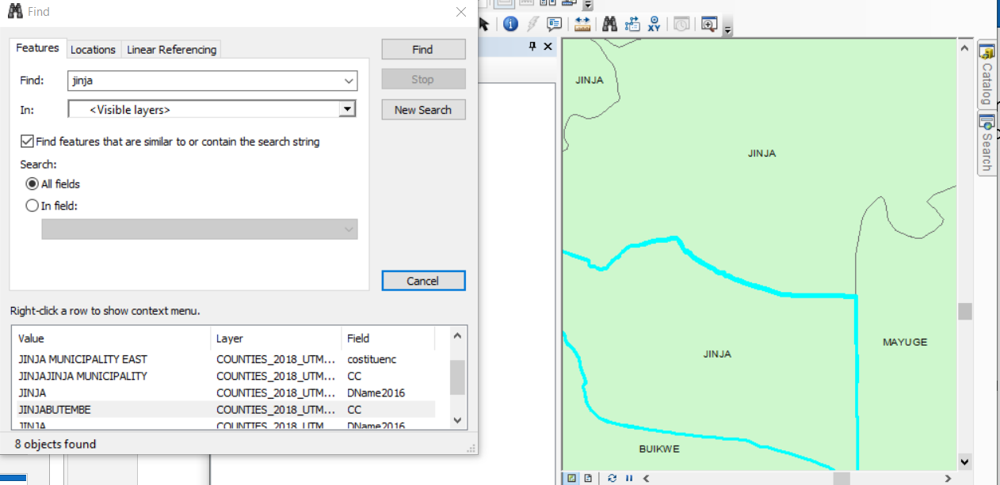 Find
Features Locations Linear Referencing
Find: jinja
In: <Visible layers>
Find features that are similar to or contain the search string
Search:
All fields
In field:
Find
Stop
New Search
Cancel
Right-click a row to show context menu.
Value Layer Field
JINJA MUNICIPALITY EAST COUNTIES_2018_UTM... costituenc
JINJAJINJA MUNICIPALITY COUNTIES_2018_UTM... CC
JINJA COUNTIES_2018_UTM... DName2016
JINJABUTEMBE COUNTIES_2018_UTM... CC
JINJA COUNTIES_2018_UTM DName2016
8 objects found
XY
JINJA
JINJA
JINJA
MAYUGE
BUIKWE
Catalog
Search